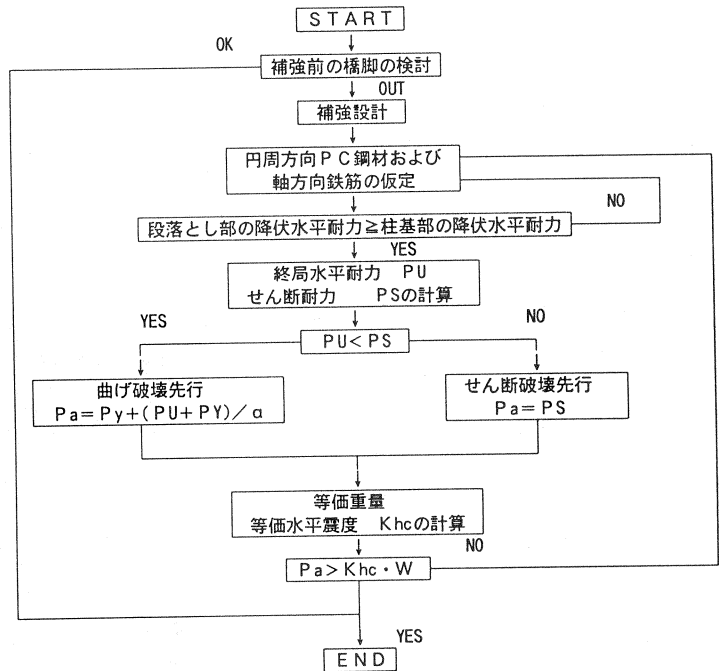 START
OK
補強前の橋脚の検討
OUT
補強設計
円周方向PC鋼材および
軸方向鉄筋の仮定
NO
段落とし部の降伏水平耐力≧柱基部の降伏水平耐力
YES
終局水平耐力 PU
せん断耐力 PSの計算
YES
NO
PU<PS
曲げ破壊先行
Pa=Py+(PU+PY)/α
せん断破壊先行
Pa=PS
等価重量
等価水平震度 Khcの計算
NO
Pa>Khc・W
YES
END